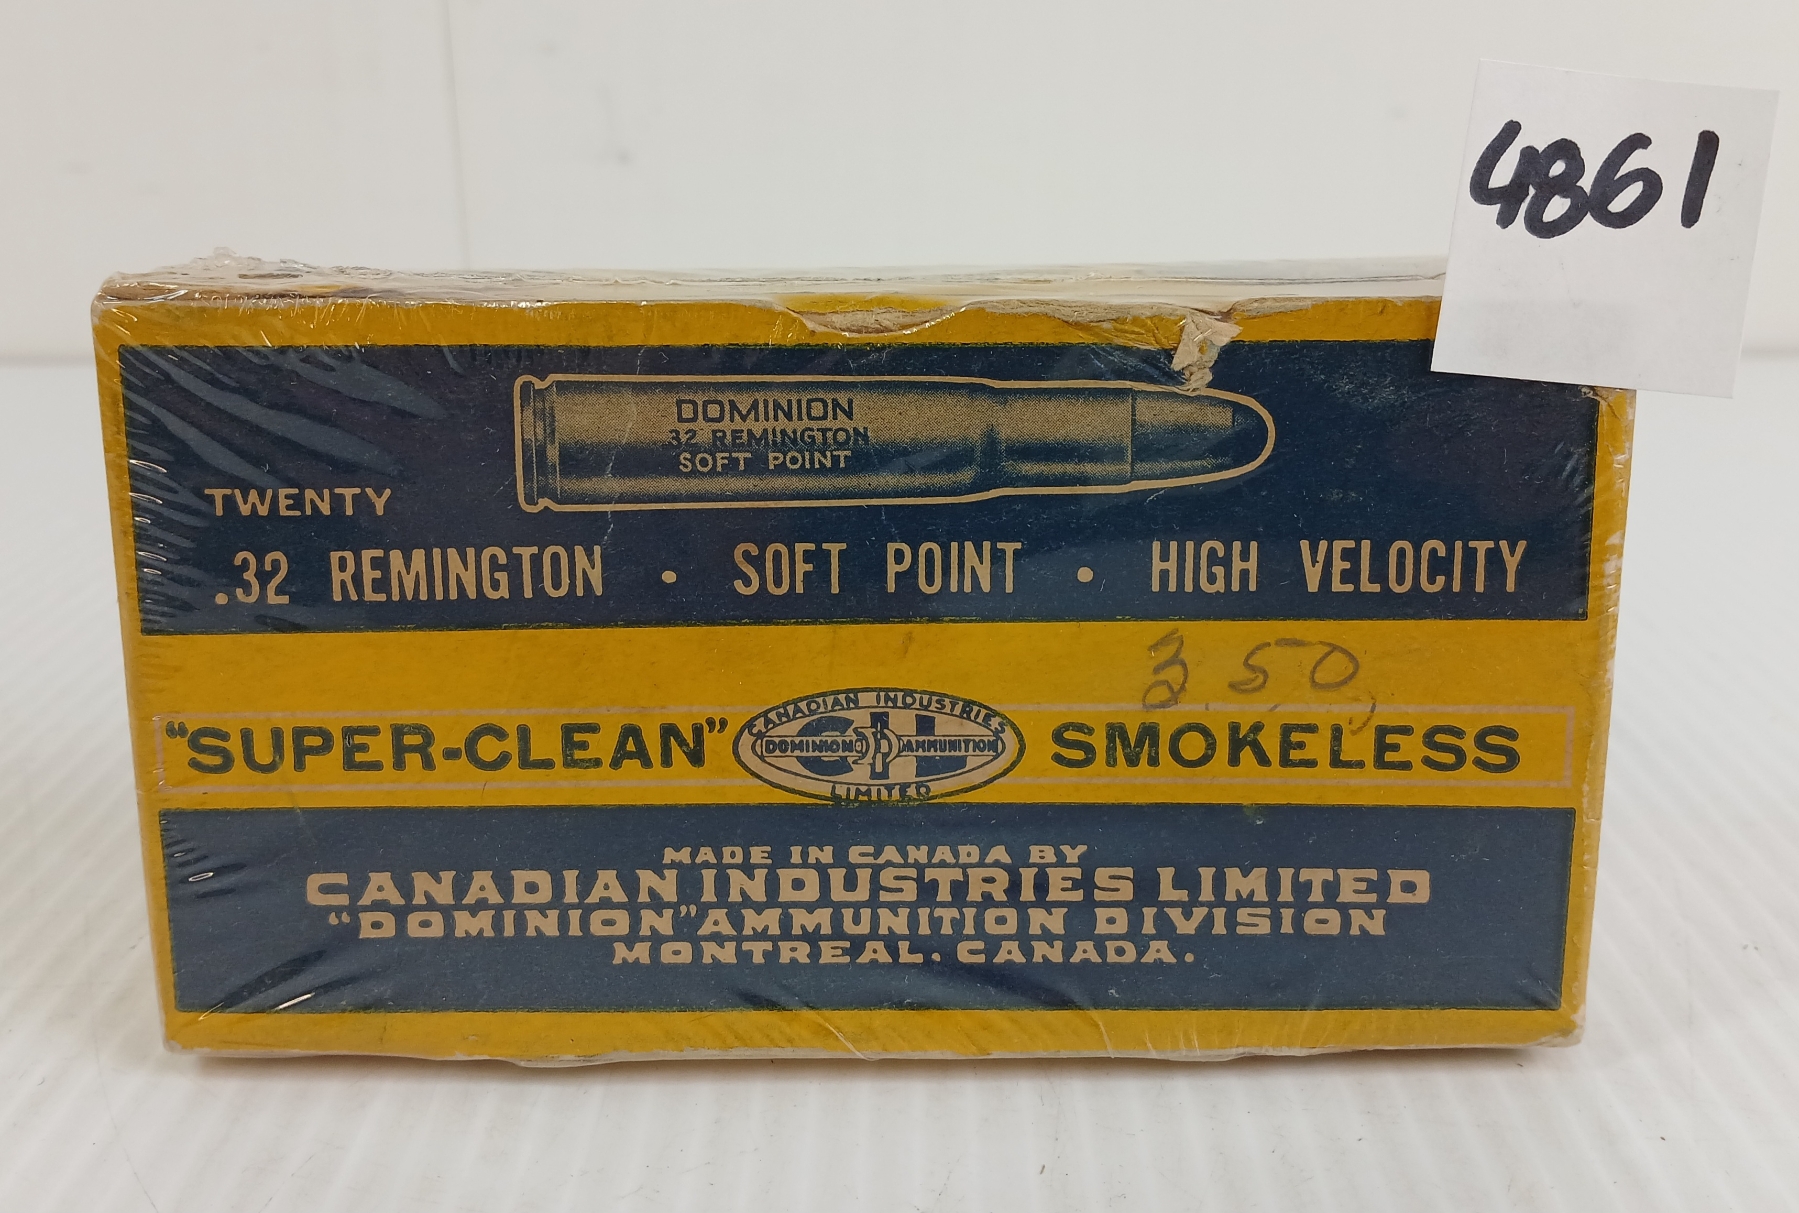 4861
DOMINION
32 REMINGTON
SOFT POINT
TWENTY
.32 REMINGTON • SOFT POINT • HIGH VELOCITY
3.50
"SUPER-CLEAN" SMOKELESS
CANADIAN INDUSTRIES
CIL
DOMINION AMMUNITION
LIMITED
MADE IN CANADA BY
CANADIAN INDUSTRIES LIMITED
"DOMINION" AMMUNITION DIVISION
MONTREAL. CANADA.